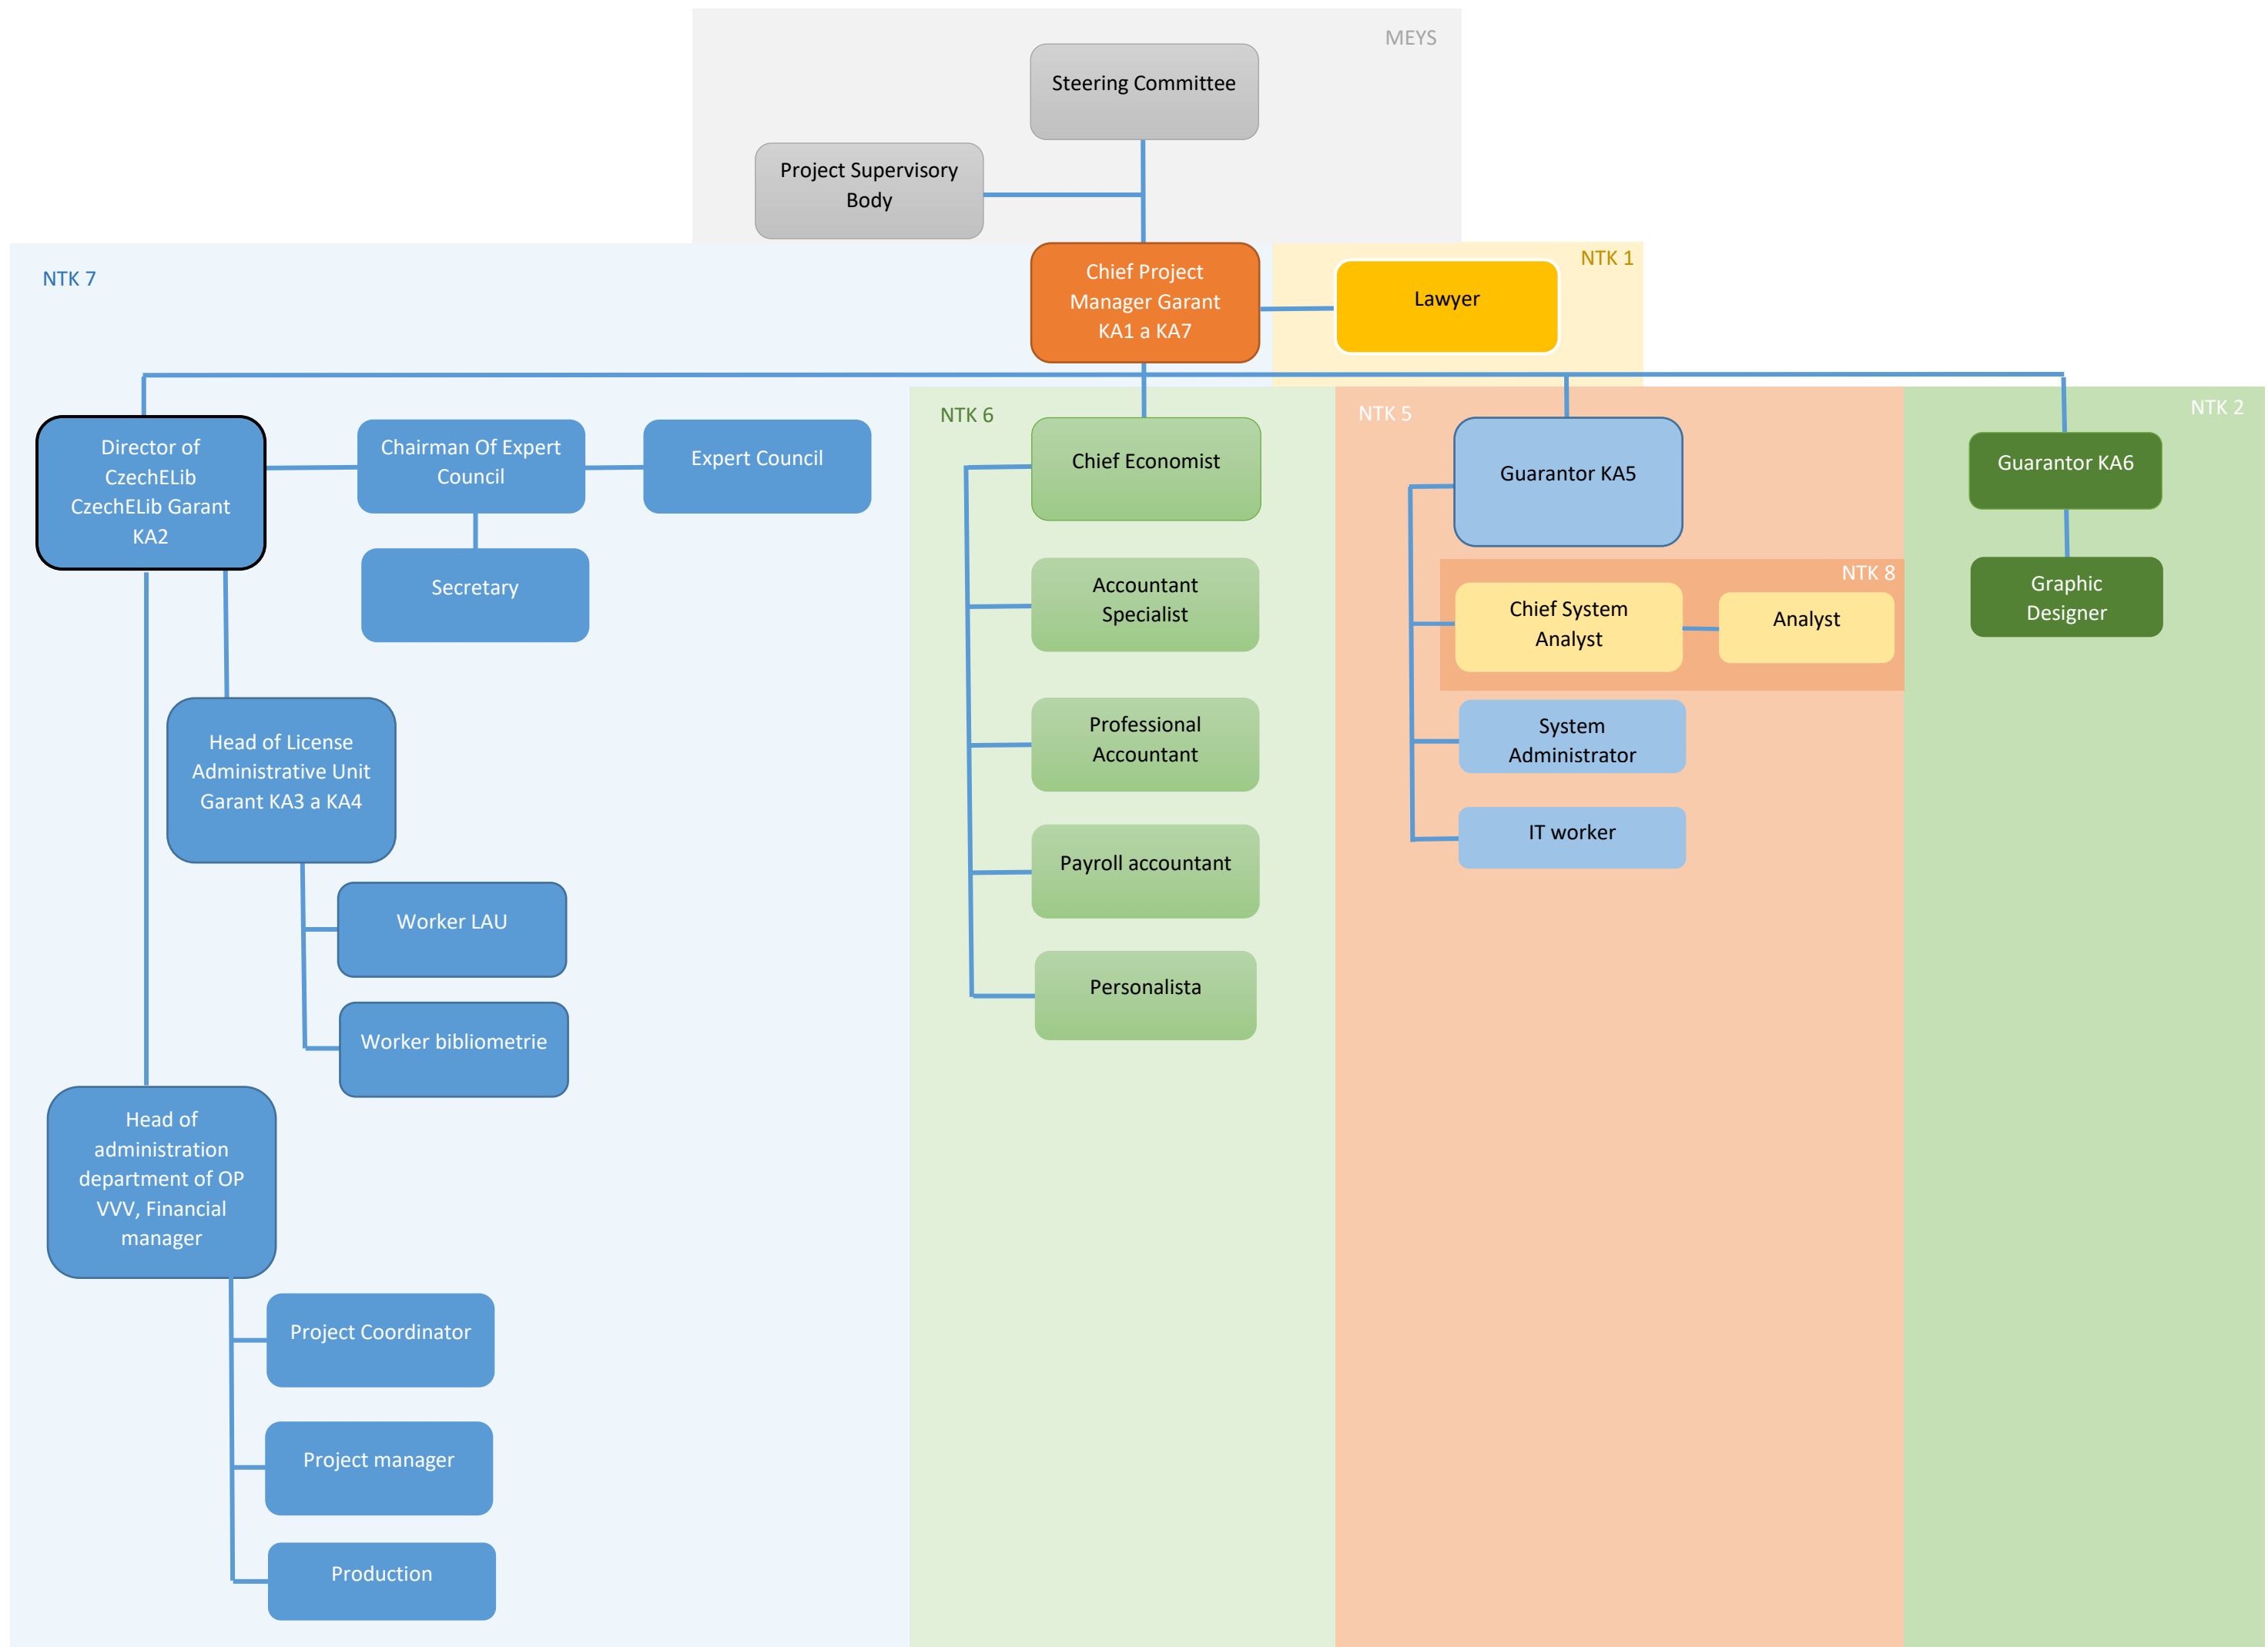 MEYS
Steering Committee
Project Supervisory
Body
NTK 7
Chief Project
Manager Garant
KA1 a KA7
NTK 1
Lawyer
Director of
CzechELib
CzechELib Garant
KA2
Chairman Of Expert
Council
Expert Council
Secretary
Head of License
Administrative Unit
Garant KA3 a KA4
Worker LAU
Worker bibliometrie
Head of
administration
department of OP
VVV, Financial
manager
Project Coordinator
Project manager
Production
NTK 6
Chief Economist
Accountant
Specialist
Professional
Accountant
Payroll accountant
Personalista
NTK 5
Guarantor KA5
NTK 8
Chief System
Analyst
Analyst
System
Administrator
IT worker
NTK 2
Guarantor KA6
Graphic
Designer